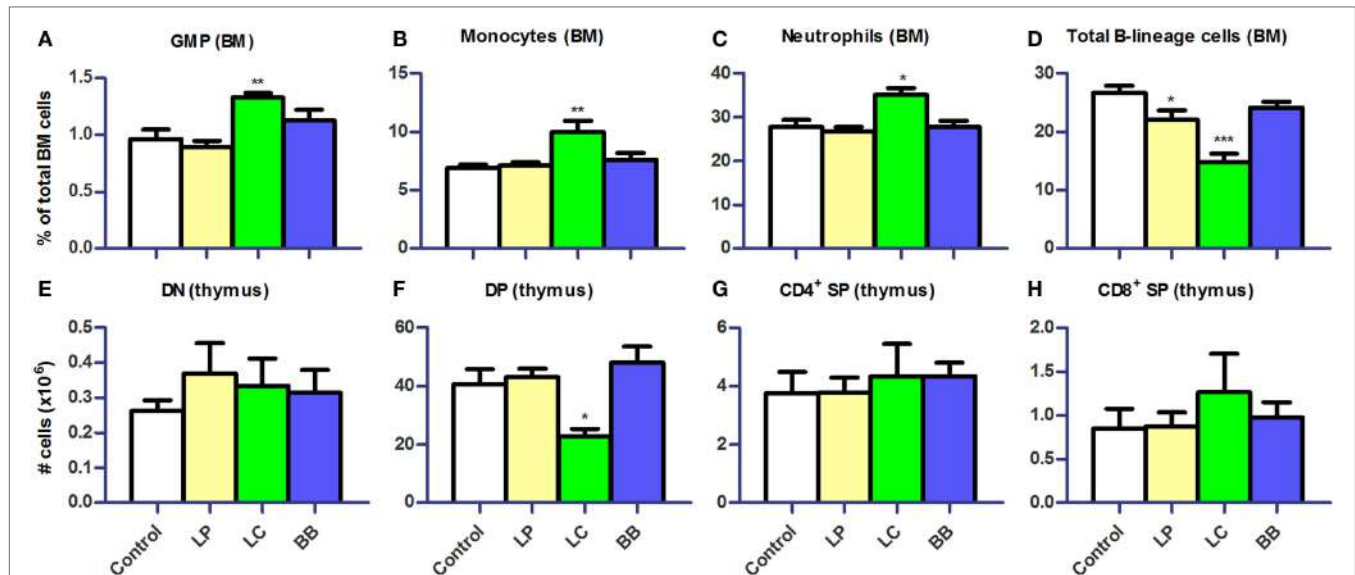 A
GMP (BM)
% of total BM cells
1.5
1.0
0.5
0.0
**
B
Monocytes (BM)
15
10
5
0
**
C
Neutrophils (BM)
40
30
20
10
0
*
D
Total B-lineage cells (BM)
30
20
10
0
*
***
E
DN (thymus)
# cells (x10⁶)
0.5
0.4
0.3
0.2
0.1
0.0
Control
LP
LC
BB
F
DP (thymus)
60
40
20
0
*
Control
LP
LC
BB
G
CD4⁺ SP (thymus)
6
4
2
0
Control
LP
LC
BB
H
CD8⁺ SP (thymus)
2.0
1.5
1.0
0.5
0.0
Control
LP
LC
BB